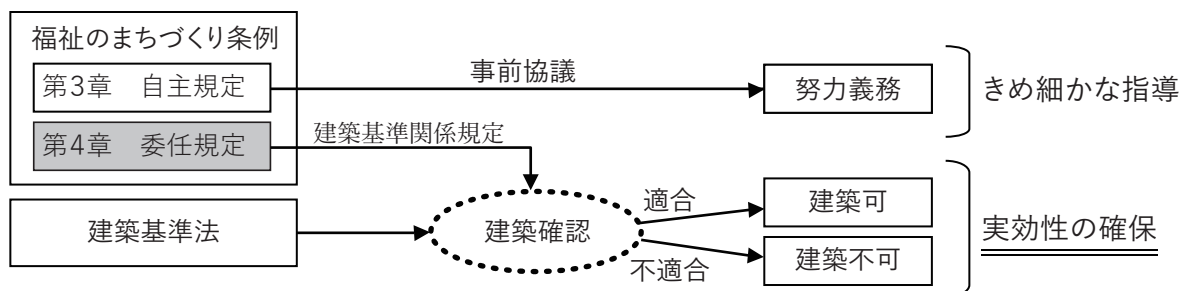 福祉のまちづくり条例
第3章 自主規定
事前協議
努力義務
きめ細かな指導
第4章 委任規定
建築基準関係規定
建築基準法
建築確認
適合
建築可
不適合
建築不可
実効性の確保